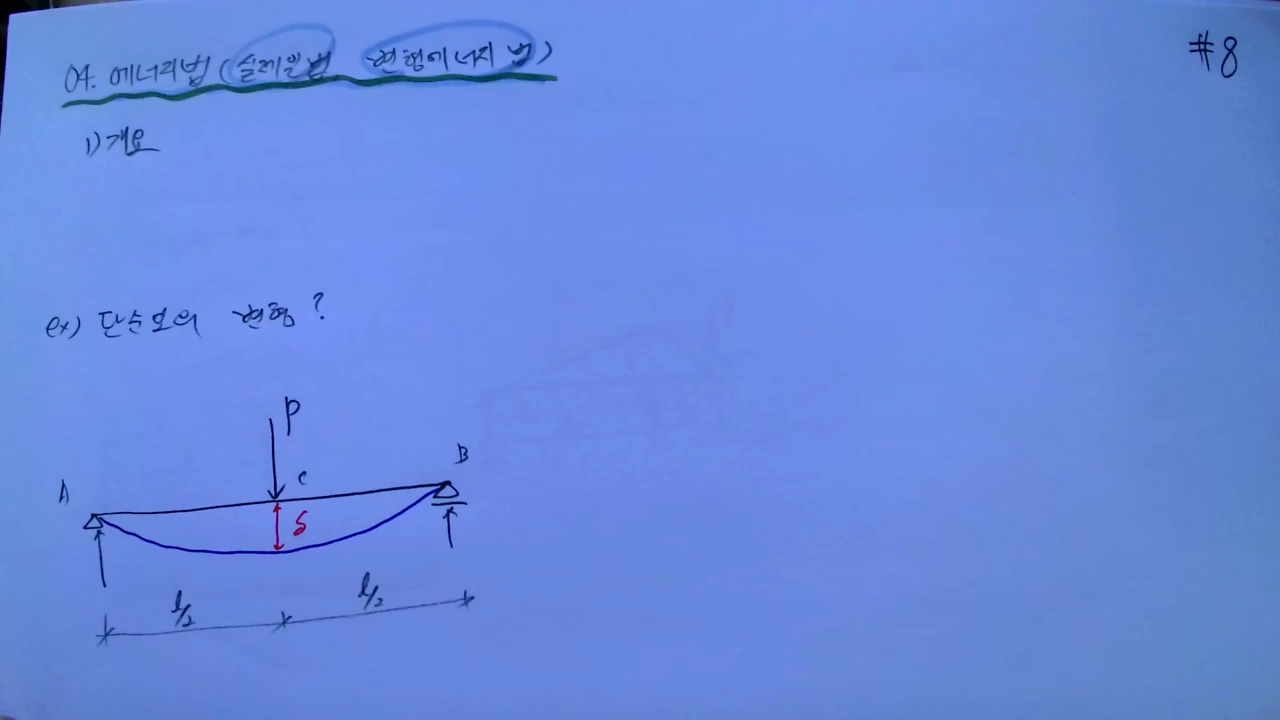 04. 에너지법 (실제일법 변형에너지 법)
#8
1) 개요
ex) 단순보의 변형 ?
P
A
C
B
δ
l/2
l/2